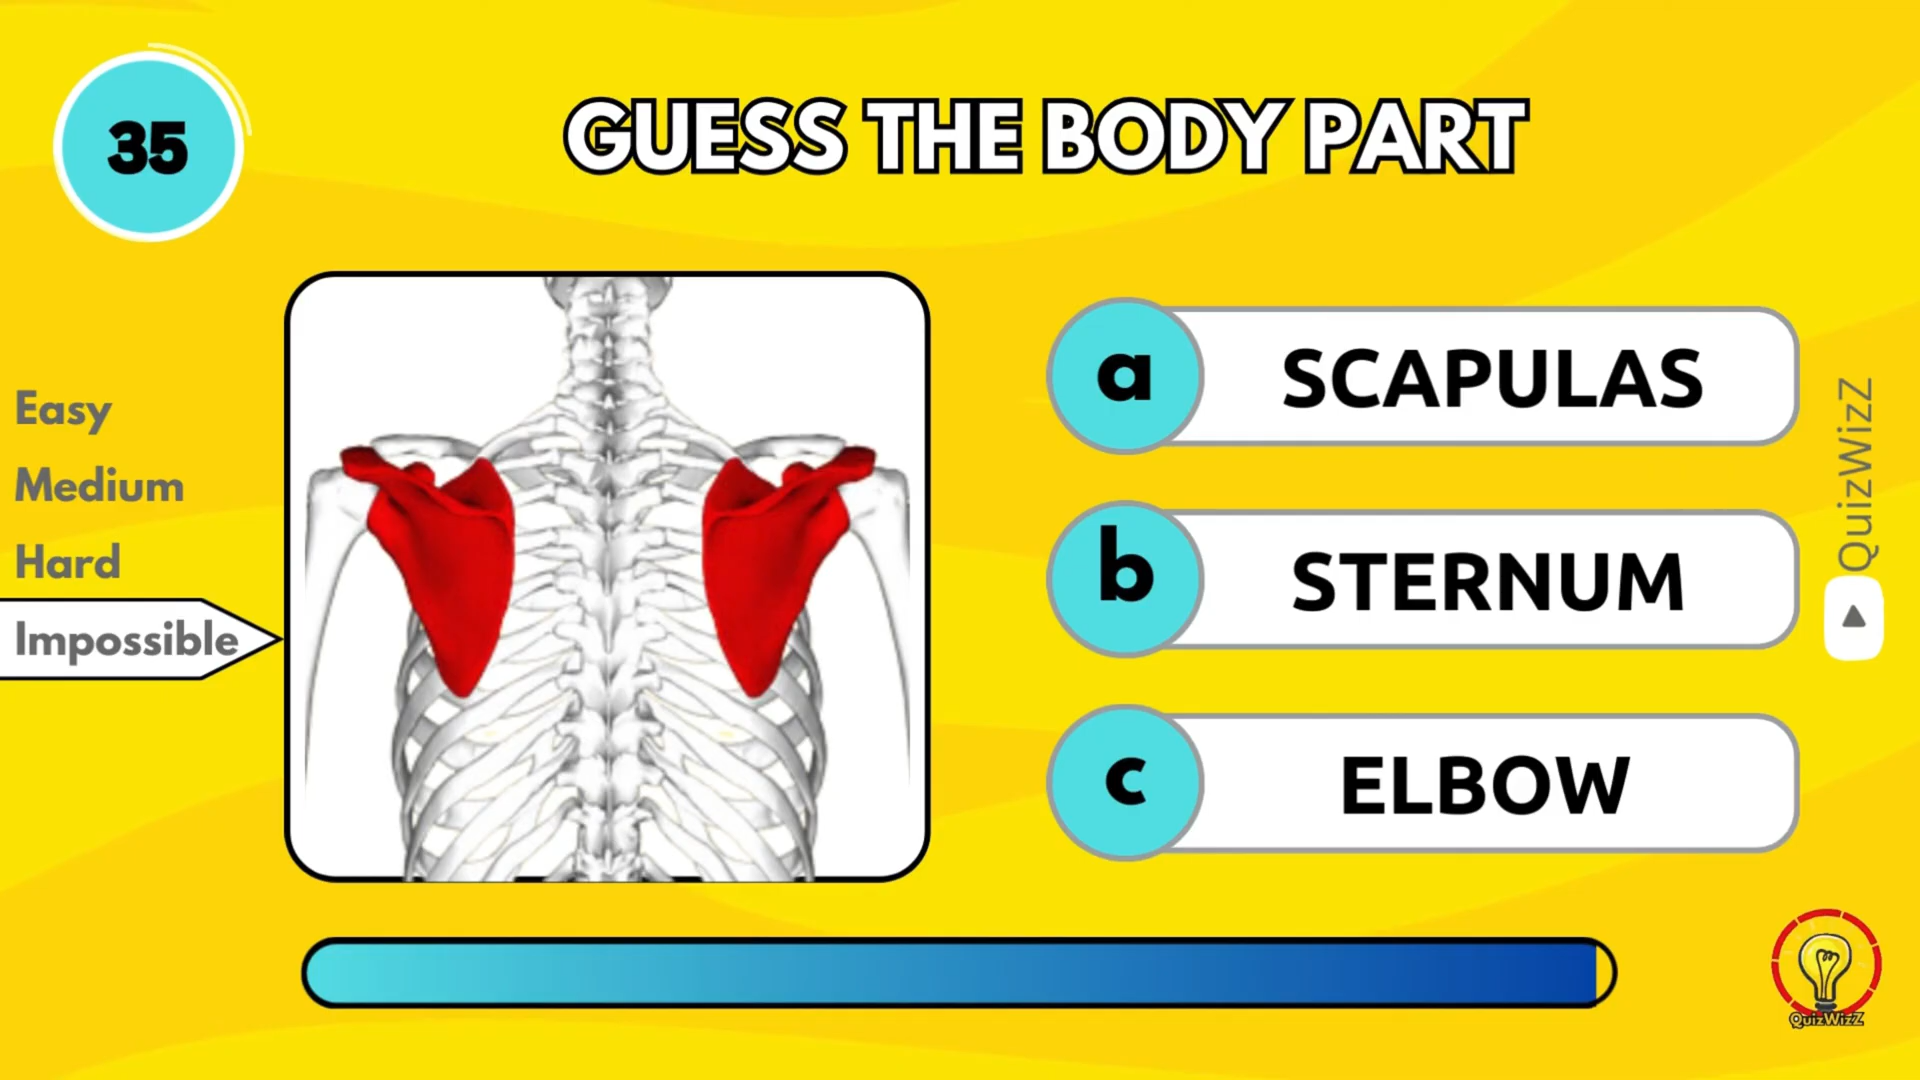 35
GUESS THE BODY PART
Easy
Medium
Hard
Impossible
a
SCAPULAS
b
STERNUM
c
ELBOW
QuizWizZ
QuizWizZ